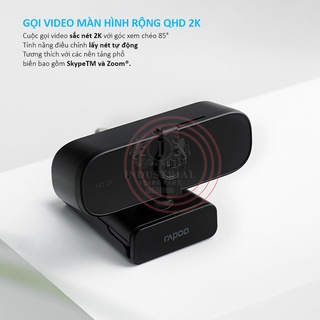 GỌI VIDEO MÀN HÌNH RỘNG QHD 2K
Cuộc gọi video sắc nét 2K với góc xem chéo 85°
Tính năng điều chỉnh lấy nét tự động
Tương thích với các nền tảng phổ
biến bao gồm SkypeTM và Zoom®.
INDUSTRIAL
rapoo